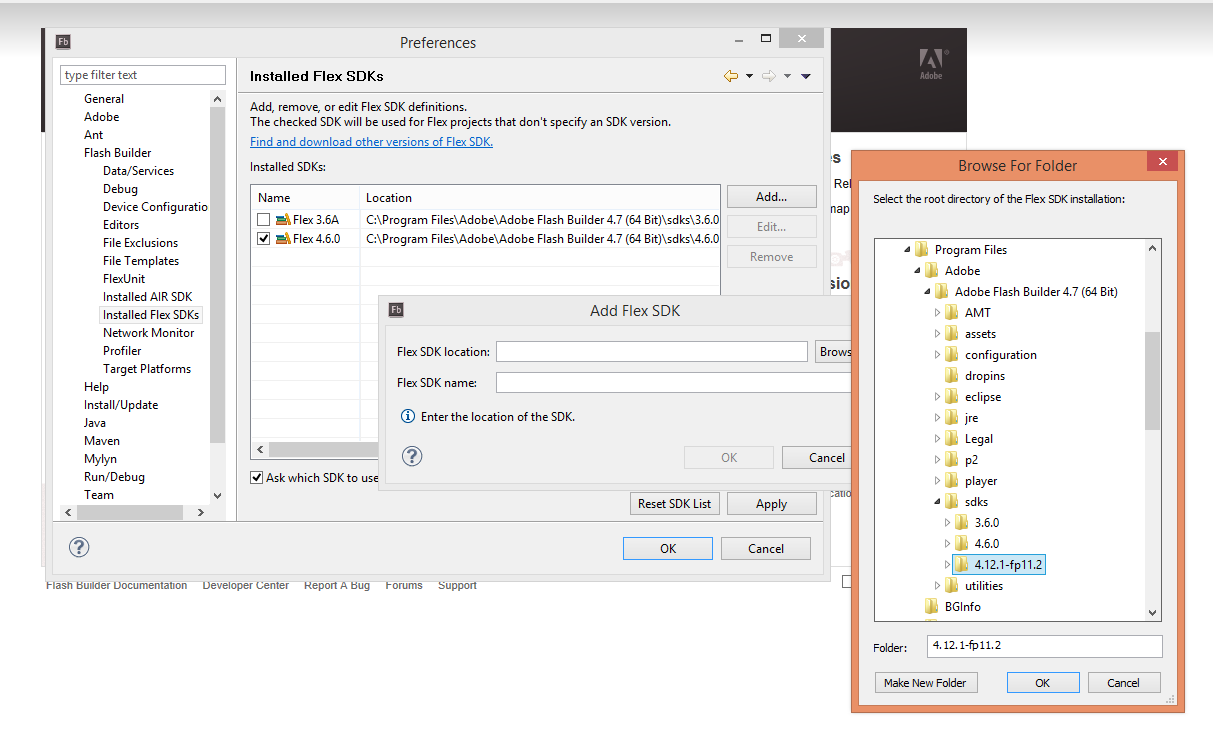 Fb
Preferences
type filter text
General
Adobe
Ant
Flash Builder
Data/Services
Debug
Device Configuratio
Editors
File Exclusions
File Templates
FlexUnit
Installed AIR SDK
Installed Flex SDKs
Network Monitor
Profiler
Target Platforms
Help
Install/Update
Java
Maven
Mylyn
Run/Debug
Team
Installed Flex SDKs
Add, remove, or edit Flex SDK definitions.
The checked SDK will be used for Flex projects that don't specify an SDK version.
Find and download other versions of Flex SDK.
Installed SDKs:
Name Location
Flex 3.6A C:\Program Files\Adobe\Adobe Flash Builder 4.7 (64 Bit)\sdks\3.6.0
Flex 4.6.0 C:\Program Files\Adobe\Adobe Flash Builder 4.7 (64 Bit)\sdks\4.6.0
Add...
Edit...
Remove
Ask which SDK to use
Reset SDK List Apply
OK Cancel
Fb
Add Flex SDK
Flex SDK location: Brows
Flex SDK name:
Enter the location of the SDK.
OK Cancel
Adobe
es
Rel
map
sio
catio
Flash Builder Documentation Developer Center Report A Bug Forums Support
Browse For Folder
Select the root directory of the Flex SDK installation:
Program Files
Adobe
Adobe Flash Builder 4.7 (64 Bit)
AMT
assets
configuration
dropins
eclipse
jre
Legal
p2
player
sdks
3.6.0
4.6.0
4.12.1-fp11.2
utilities
BGInfo
Folder: 4.12.1-fp11.2
Make New Folder OK Cancel